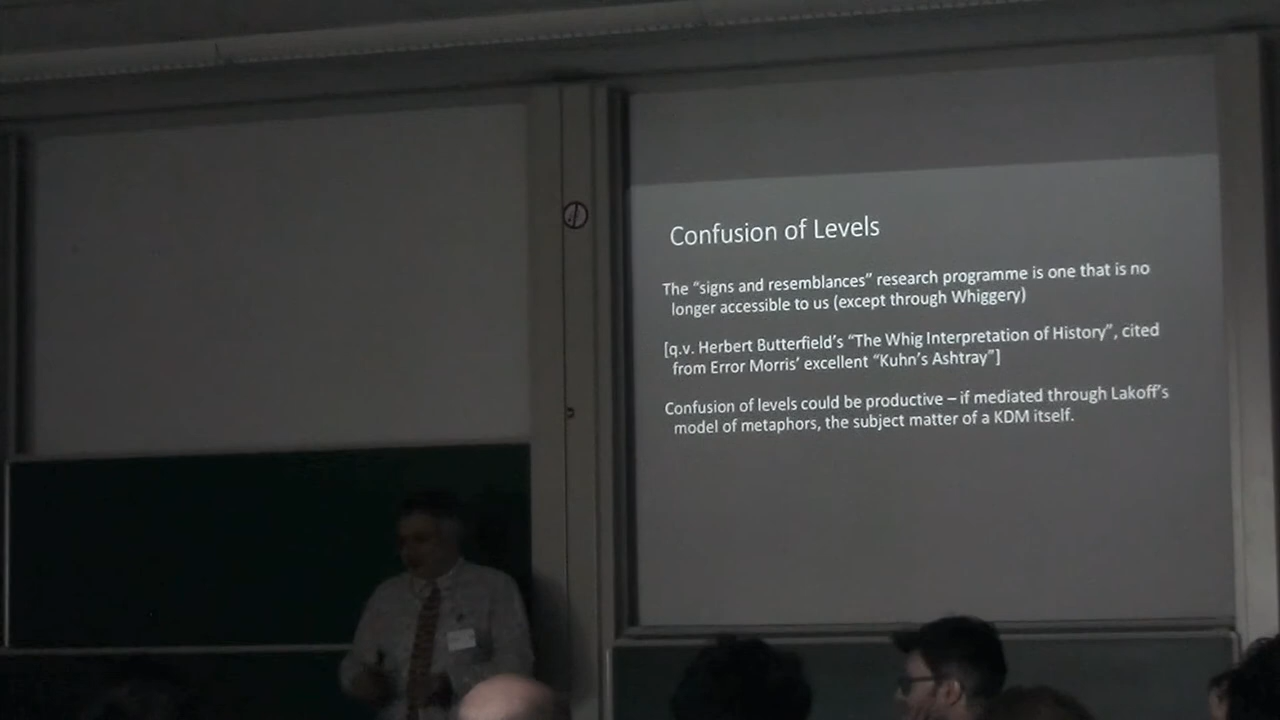 Confusion of Levels
The “signs and resemblances” research programme is one that is no
longer accessible to us (except through Whiggery)
[q.v. Herbert Butterfield’s “The Whig Interpretation of History”, cited
from Error Morris’ excellent “Kuhn’s Ashtray”]
Confusion of levels could be productive – if mediated through Lakoff’s
model of metaphors, the subject matter of a KDM itself.